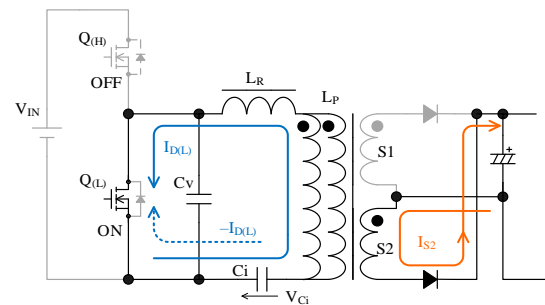 Q(H)
OFF
VIN
LR
LP
ID(L)
S1
Q(L)
Cv
ON
−ID(L)
S2
IS2
Ci
VCi
+